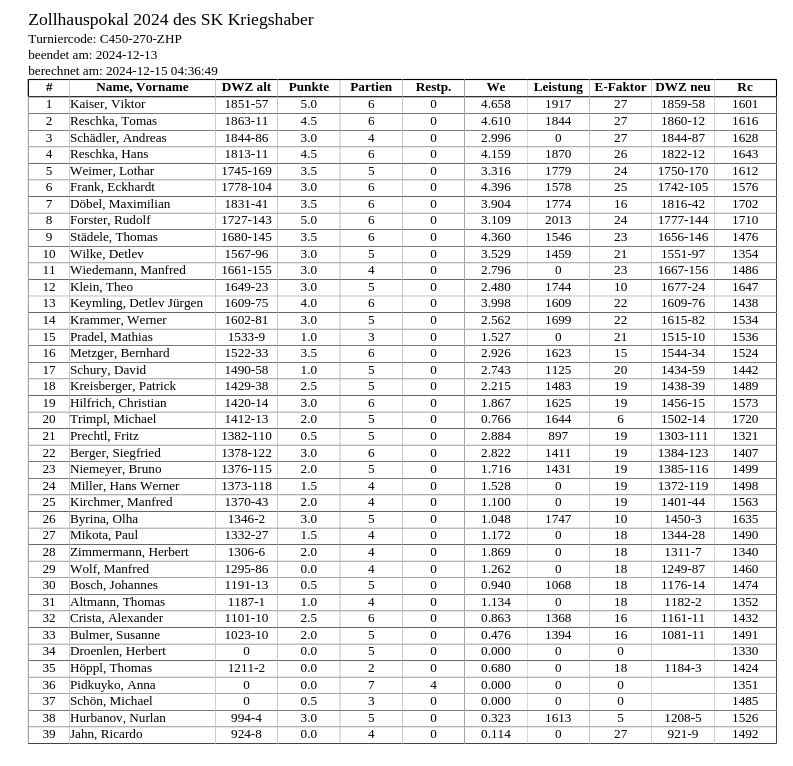 Zollhauspokal 2024 des SK Kriegshaber
Turniercode: C450-270-ZHP
beendet am: 2024-12-13
berechnet am: 2024-12-15 04:36:49
# Name, Vorname DWZ alt Punkte Partien Restp. We Leistung E-Faktor DWZ neu Rc
1 Kaiser, Viktor 1851-57 5.0 6 0 4.658 1917 27 1859-58 1601
2 Reschka, Tomas 1863-11 4.5 6 0 4.610 1844 27 1860-12 1616
3 Schädler, Andreas 1844-86 3.0 4 0 2.996 0 27 1844-87 1628
4 Reschka, Hans 1813-11 4.5 6 0 4.159 1870 26 1822-12 1643
5 Weimer, Lothar 1745-169 3.5 5 0 3.316 1779 24 1750-170 1612
6 Frank, Eckhardt 1778-104 3.0 6 0 4.396 1578 25 1742-105 1576
7 Döbel, Maximilian 1831-41 3.5 6 0 3.904 1774 16 1816-42 1702
8 Forster, Rudolf 1727-143 5.0 6 0 3.109 2013 24 1777-144 1710
9 Städele, Thomas 1680-145 3.5 6 0 4.360 1546 23 1656-146 1476
10 Wilke, Detlev 1567-96 3.0 5 0 3.529 1459 21 1551-97 1354
11 Wiedemann, Manfred 1661-155 3.0 4 0 2.796 0 23 1667-156 1486
12 Klein, Theo 1649-23 3.0 5 0 2.480 1744 10 1677-24 1647
13 Keymling, Detlev Jürgen 1609-75 4.0 6 0 3.998 1609 22 1609-76 1438
14 Krammer, Werner 1602-81 3.0 5 0 2.562 1699 22 1615-82 1534
15 Pradel, Mathias 1533-9 1.0 3 0 1.527 0 21 1515-10 1536
16 Metzger, Bernhard 1522-33 3.5 6 0 2.926 1623 15 1544-34 1524
17 Schury, David 1490-58 1.0 5 0 2.743 1125 20 1434-59 1442
18 Kreisberger, Patrick 1429-38 2.5 5 0 2.215 1483 19 1438-39 1489
19 Hilfrich, Christian 1420-14 3.0 6 0 1.867 1625 19 1456-15 1573
20 Trimpl, Michael 1412-13 2.0 5 0 0.766 1644 6 1502-14 1720
21 Prechtl, Fritz 1382-110 0.5 5 0 2.884 897 19 1303-111 1321
22 Berger, Siegfried 1378-122 3.0 6 0 2.822 1411 19 1384-123 1407
23 Niemeyer, Bruno 1376-115 2.0 5 0 1.716 1431 19 1385-116 1499
24 Miller, Hans Werner 1373-118 1.5 4 0 1.528 0 19 1372-119 1498
25 Kirchmer, Manfred 1370-43 2.0 4 0 1.100 0 19 1401-44 1563
26 Byrina, Olha 1346-2 3.0 5 0 1.048 1747 10 1450-3 1635
27 Mikota, Paul 1332-27 1.5 4 0 1.172 0 18 1344-28 1490
28 Zimmermann, Herbert 1306-6 2.0 4 0 1.869 0 18 1311-7 1340
29 Wolf, Manfred 1295-86 0.0 4 0 1.262 0 18 1249-87 1460
30 Bosch, Johannes 1191-13 0.5 5 0 0.940 1068 18 1176-14 1474
31 Altmann, Thomas 1187-1 1.0 4 0 1.134 0 18 1182-2 1352
32 Crista, Alexander 1101-10 2.5 6 0 0.863 1368 16 1161-11 1432
33 Bulmer, Susanne 1023-10 2.0 5 0 0.476 1394 16 1081-11 1491
34 Droenlen, Herbert 0 0.0 5 0 0.000 0 0 1330
35 Höppl, Thomas 1211-2 0.0 2 0 0.680 0 18 1184-3 1424
36 Pidkuyko, Anna 0 0.0 7 4 0.000 0 0 1351
37 Schön, Michael 0 0.5 3 0 0.000 0 0 1485
38 Hurbanov, Nurlan 994-4 3.0 5 0 0.323 1613 5 1208-5 1526
39 Jahn, Ricardo 924-8 0.0 4 0 0.114 0 27 921-9 1492